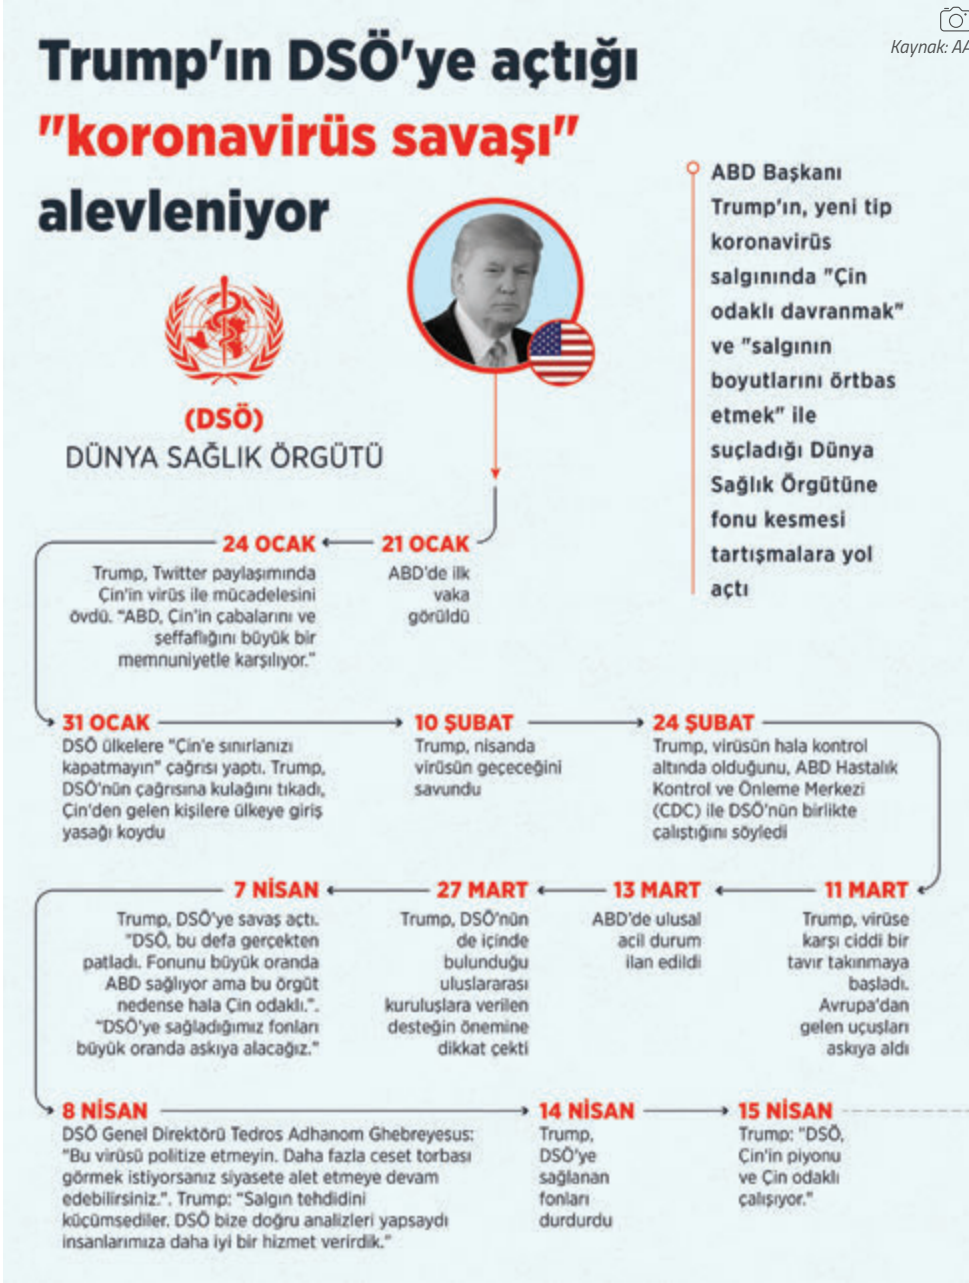 Kaynak: AA
Trump'ın DSÖ'ye açtığı
"koronavirüs savaşı"
alevleniyor
(DSÖ)
DÜNYA SAĞLIK ÖRGÜTÜ
ABD Başkanı
Trump'ın, yeni tip
koronavirüs
salgınında "Çin
odaklı davranmak"
ve "salgının
boyutlarını örtbas
etmek" ile
suçladığı Dünya
Sağlık Örgütüne
fonu kesmesi
tartışmalara yol
açtı
21 OCAK
ABD'de ilk
vaka
görüldü
24 OCAK
Trump, Twitter paylaşımında
Çin'in virüs ile mücadelesini
övdü. "ABD, Çin'in çabalarını ve
şeffaflığını büyük bir
memnuniyetle karşılıyor."
31 OCAK
DSÖ ülkelere "Çin'e sınırlarınızı
kapatmayın" çağrısı yaptı. Trump,
DSÖ'nün çağrısına kulağını tıkadı,
Çin'den gelen kişilere ülkeye giriş
yasağı koydu
10 ŞUBAT
Trump, nisanda
virüsün geçeceğini
savundu
24 ŞUBAT
Trump, virüsün hala kontrol
altında olduğunu, ABD Hastalık
Kontrol ve Önleme Merkezi
(CDC) ile DSÖ'nün birlikte
çalıştığını söyledi
11 MART
Trump, virüse
karşı ciddi bir
tavır takınmaya
başladı.
Avrupa'dan
gelen uçuşları
askıya aldı
13 MART
ABD'de ulusal
acil durum
ilan edildi
27 MART
Trump, DSÖ'nün
de içinde
bulunduğu
uluslararası
kuruluşlara verilen
desteğin önemine
dikkat çekti
7 NİSAN
Trump, DSÖ'ye savaş açtı.
"DSÖ, bu defa gerçekten
patladı. Fonunu büyük oranda
ABD sağlıyor ama bu örgüt
nedense hala Çin odaklı.".
"DSÖ'ye sağladığımız fonları
büyük oranda askıya alacağız."
8 NİSAN
DSÖ Genel Direktörü Tedros Adhanom Ghebreyesus:
"Bu virüsü politize etmeyin. Daha fazla ceset torbası
görmek istiyorsanız siyasete alet etmeye devam
edebilirsiniz.". Trump: "Salgın tehdidini
küçümsediler. DSÖ bize doğru analizleri yapsaydı
insanlarımıza daha iyi bir hizmet verirdik."
14 NİSAN
Trump,
DSÖ'ye
sağlanan
fonları
durdurdu
15 NİSAN
Trump: "DSÖ,
Çin'in piyonu
ve Çin odaklı
çalışıyor."